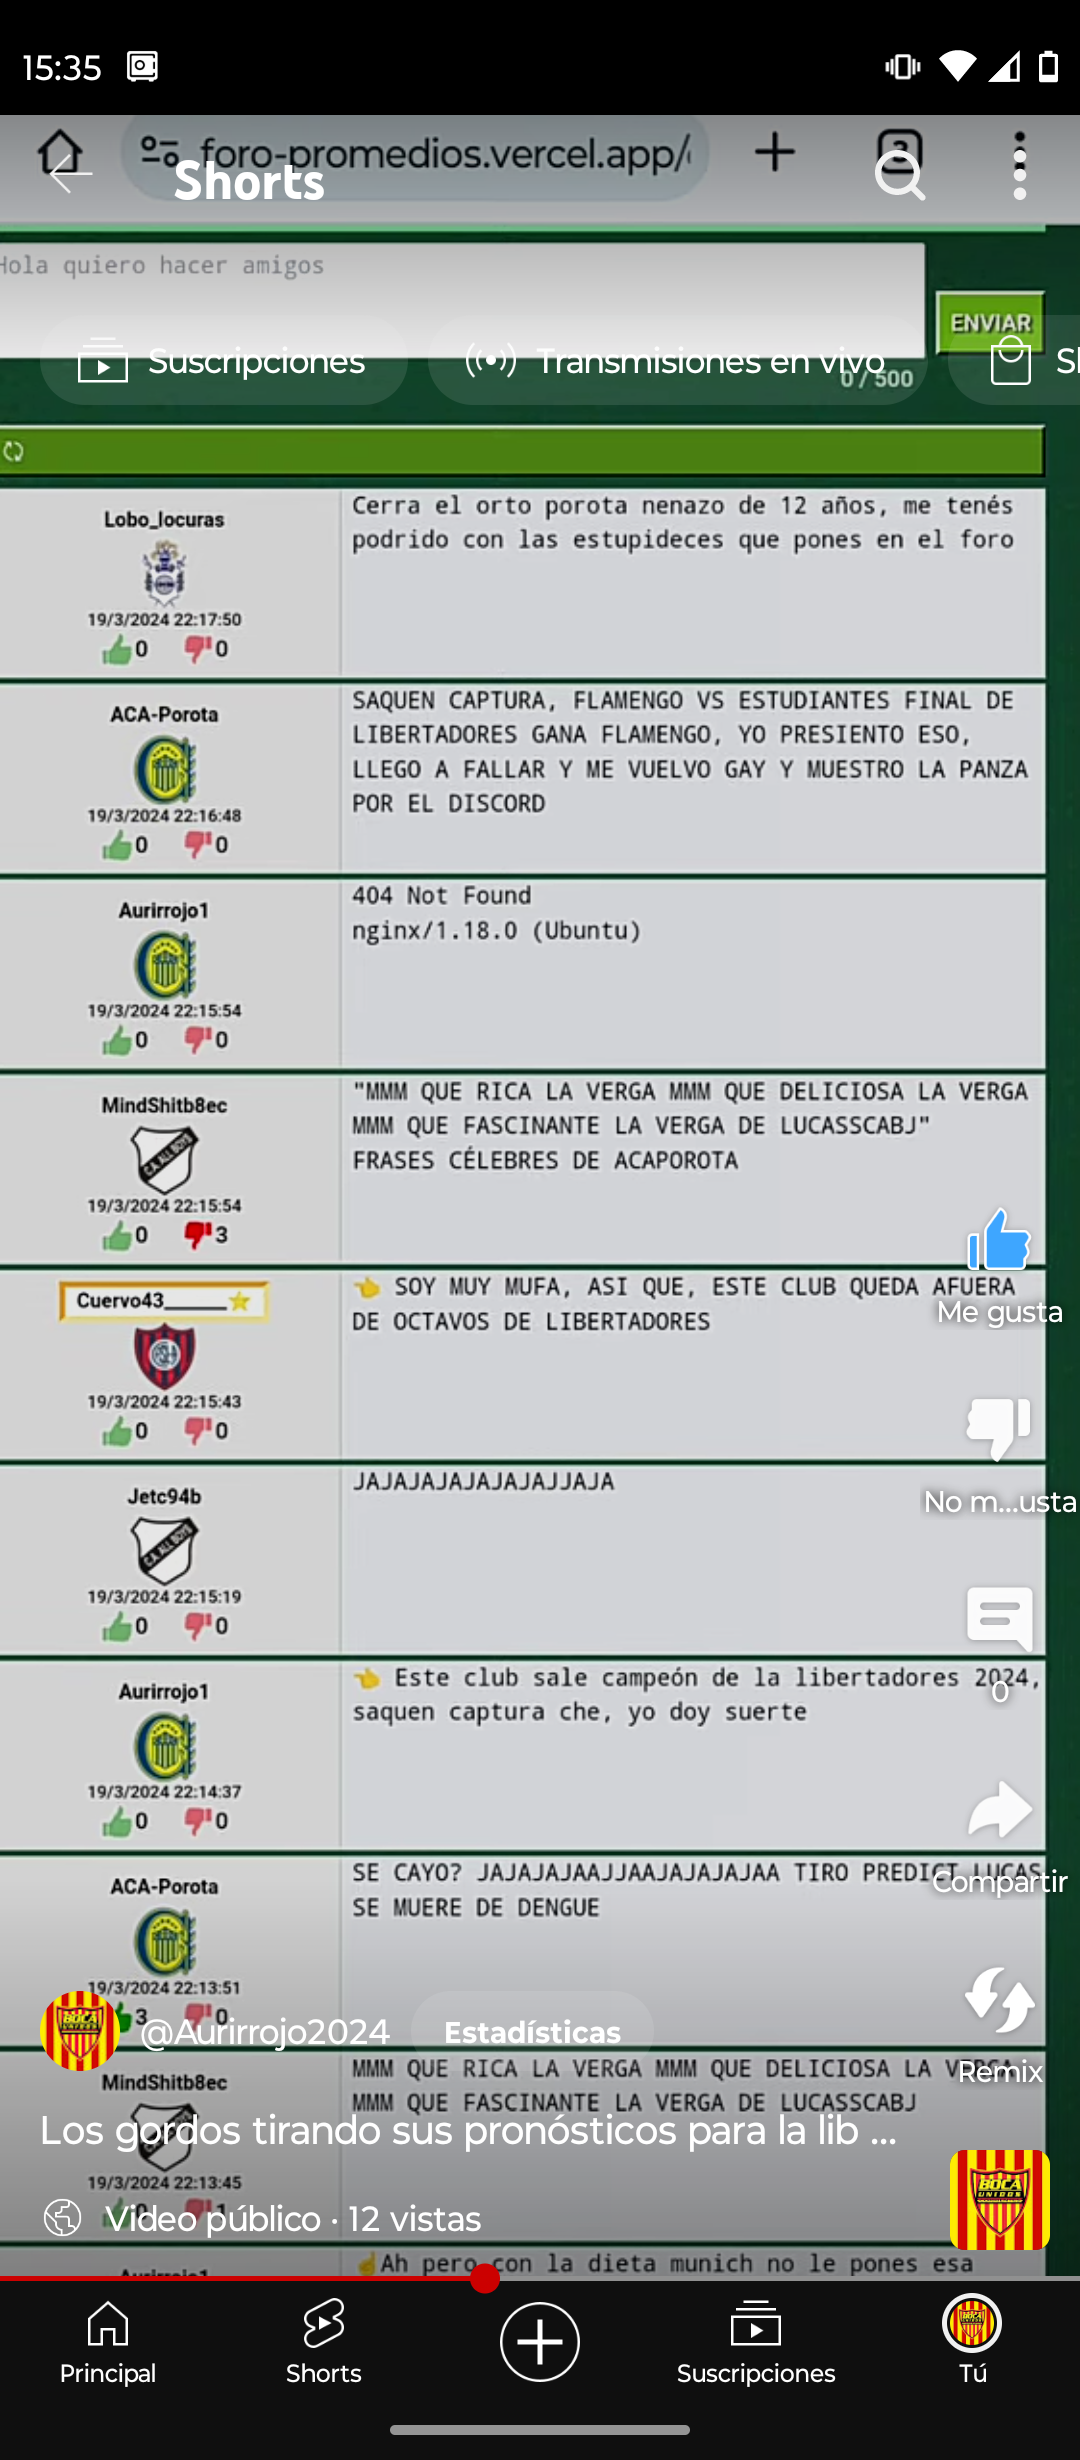 15:35
foro-promedios.vercel.app/
3
Shorts
Hola quiero hacer amigos
ENVIAR
Suscripciones
Transmisiones en vivo
0 / 500
Lobo_locuras
19/3/2024 22:17:50
0 0
Cerra el orto porota nenazo de 12 años, me tenés
podrido con las estupideces que pones en el foro
ACA-Porota
19/3/2024 22:16:48
0 0
SAQUEN CAPTURA, FLAMENGO VS ESTUDIANTES FINAL DE
LIBERTADORES GANA FLAMENGO, YO PRESIENTO ESO,
LLEGO A FALLAR Y ME VUELVO GAY Y MUESTRO LA PANZA
POR EL DISCORD
Aurirrojo1
19/3/2024 22:15:54
0 0
404 Not Found
nginx/1.18.0 (Ubuntu)
MindShitb8ec
C.A. ALL BOYS
19/3/2024 22:15:54
0 3
"MMM QUE RICA LA VERGA MMM QUE DELICIOSA LA VERGA
MMM QUE FASCINANTE LA VERGA DE LUCASSCABJ"
FRASES CÉLEBRES DE ACAPOROTA
Cuervo43______⭐
19/3/2024 22:15:43
0 0
👈 SOY MUY MUFA, ASI QUE, ESTE CLUB QUEDA AFUERA
DE OCTAVOS DE LIBERTADORES
Me gusta
Jetc94b
C.A. ALL BOYS
19/3/2024 22:15:19
0 0
JAJAJAJAJAJAJAJJAJA
No m...usta
Aurirrojo1
19/3/2024 22:14:37
0 0
👈 Este club sale campeón de la libertadores 2024,
saquen captura che, yo doy suerte
0
ACA-Porota
19/3/2024 22:13:51
3 0
SE CAYO? JAJAJAJAAJJAAJAJAJAJAA TIRO PREDICT LUCAS
SE MUERE DE DENGUE
Compartir
BOCA UNIDOS
@Aurirrojo2024
Estadísticas
MindShitb8ec
19/3/2024 22:13:45
0 1
MMM QUE RICA LA VERGA MMM QUE DELICIOSA LA VERGA
MMM QUE FASCINANTE LA VERGA DE LUCASSCABJ
Remix
Los gordos tirando sus pronósticos para la lib ...
Video público · 12 vistas
BOCA UNIDOS
Aurirrojo1
☝Ah pero con la dieta munich no le pones esa
Principal
Shorts
Suscripciones
Tú